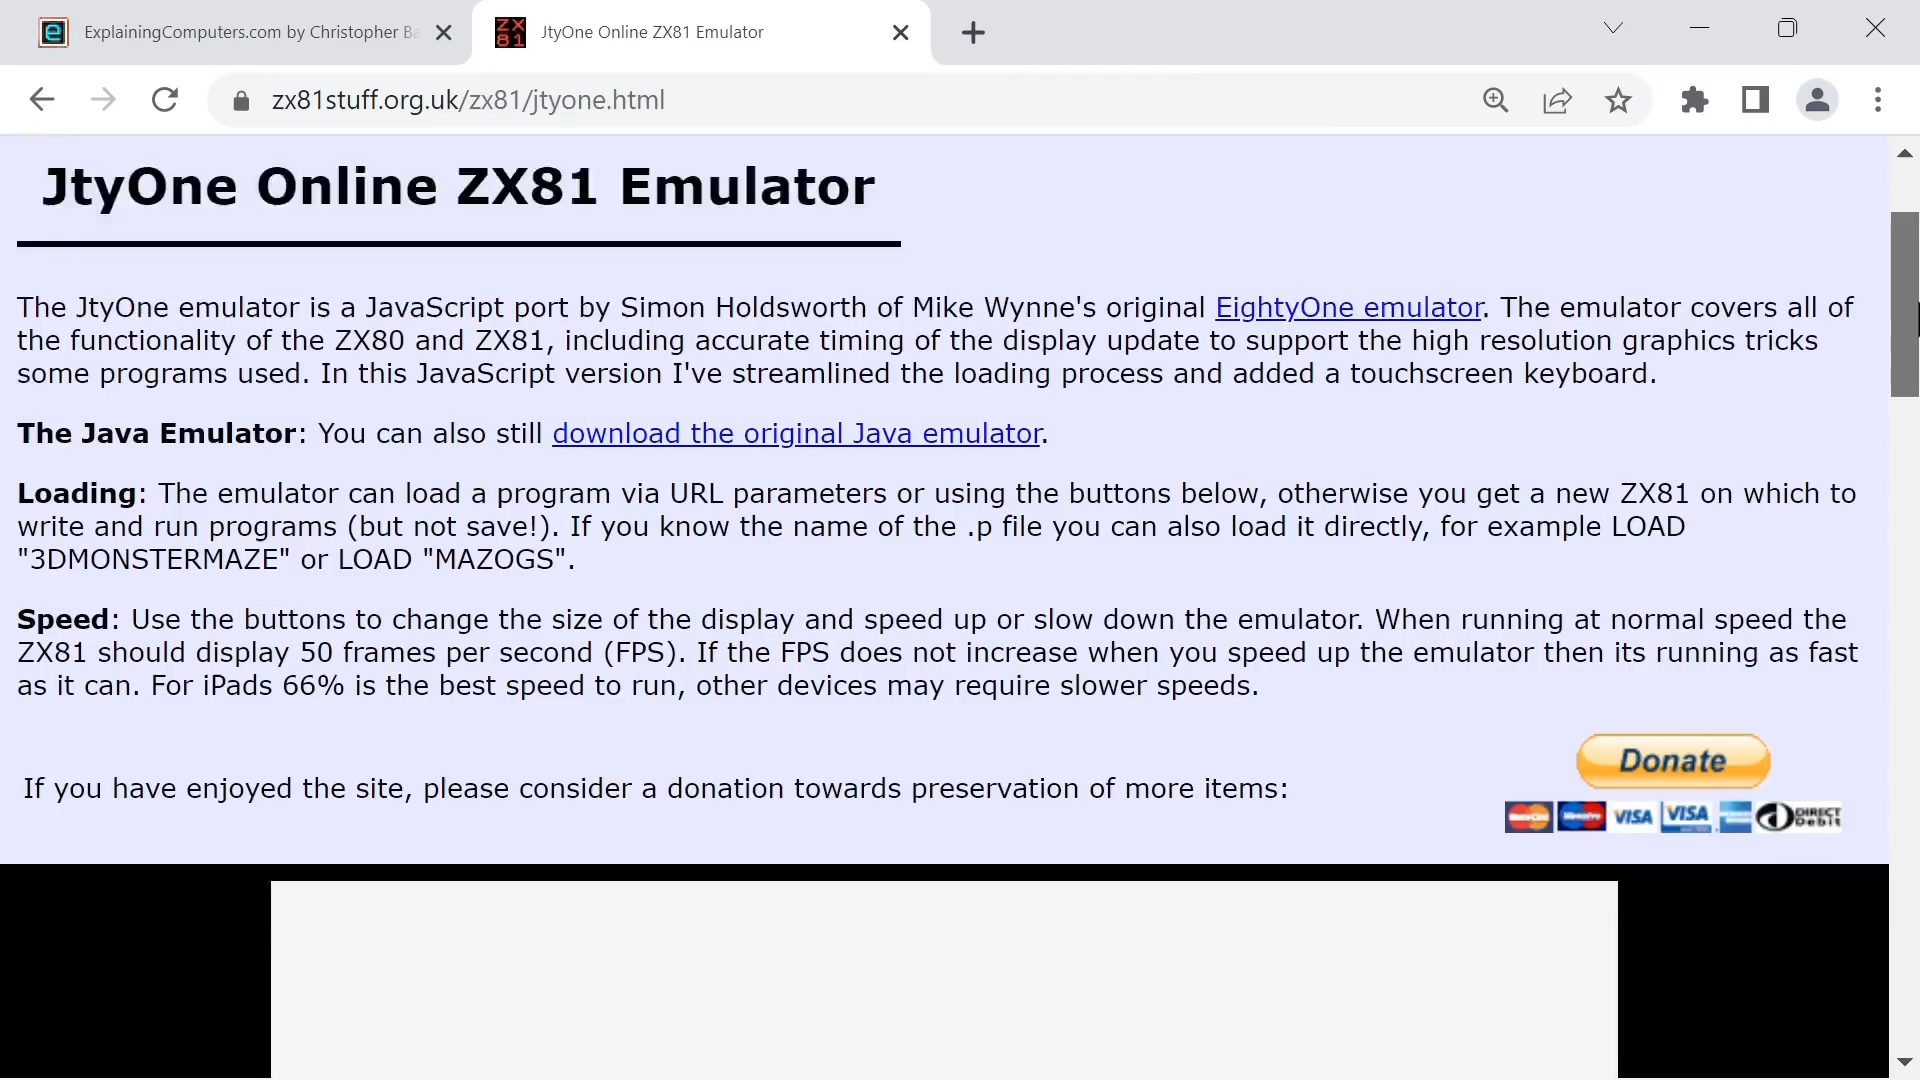 ExplainingComputers.com by Christopher Ba
JtyOne Online ZX81 Emulator
zx81stuff.org.uk/zx81/jtyone.html
JtyOne Online ZX81 Emulator
The JtyOne emulator is a JavaScript port by Simon Holdsworth of Mike Wynne's original EightyOne emulator. The emulator covers all of
the functionality of the ZX80 and ZX81, including accurate timing of the display update to support the high resolution graphics tricks
some programs used. In this JavaScript version I've streamlined the loading process and added a touchscreen keyboard.
The Java Emulator: You can also still download the original Java emulator.
Loading: The emulator can load a program via URL parameters or using the buttons below, otherwise you get a new ZX81 on which to
write and run programs (but not save!). If you know the name of the .p file you can also load it directly, for example LOAD
"3DMONSTERMAZE" or LOAD "MAZOGS".
Speed: Use the buttons to change the size of the display and speed up or slow down the emulator. When running at normal speed the
ZX81 should display 50 frames per second (FPS). If the FPS does not increase when you speed up the emulator then its running as fast
as it can. For iPads 66% is the best speed to run, other devices may require slower speeds.
Donate
If you have enjoyed the site, please consider a donation towards preservation of more items:
VISA VISA DIRECT Debit